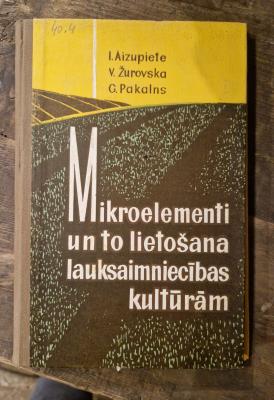 40.4
I. Aizupiete
V. Žurovska
G. Pakalns
Mikroelementi
un to lietošana
lauksaimniecības
kultūrām